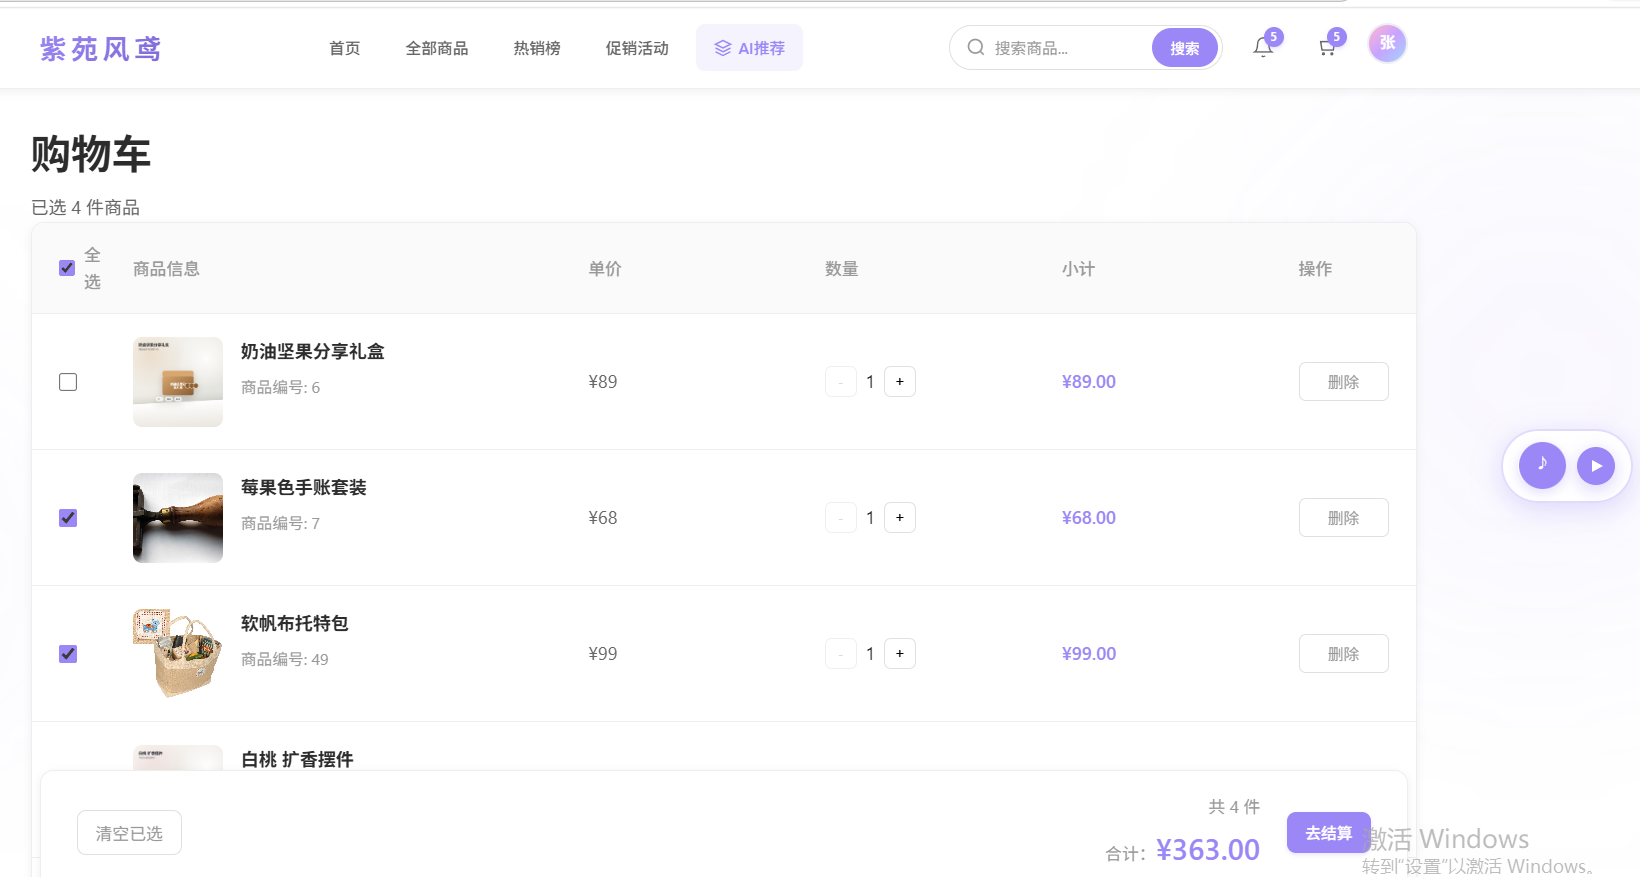 紫苑风鸢
首页 全部商品 热销榜 促销活动 AI推荐 搜索商品... 搜索 5 5 张
购物车
已选 4 件商品
全选 商品信息 单价 数量 小计 操作
奶油坚果分享礼盒
商品编号: 6
¥89 - 1 + ¥89.00 删除
莓果色手账套装
商品编号: 7
¥68 - 1 + ¥68.00 删除
软帆布托特包
商品编号: 49
¥99 - 1 + ¥99.00 删除
白桃 扩香摆件
清空已选
共 4 件
合计: ¥363.00
去结算
激活 Windows
转到“设置”以激活 Windows。